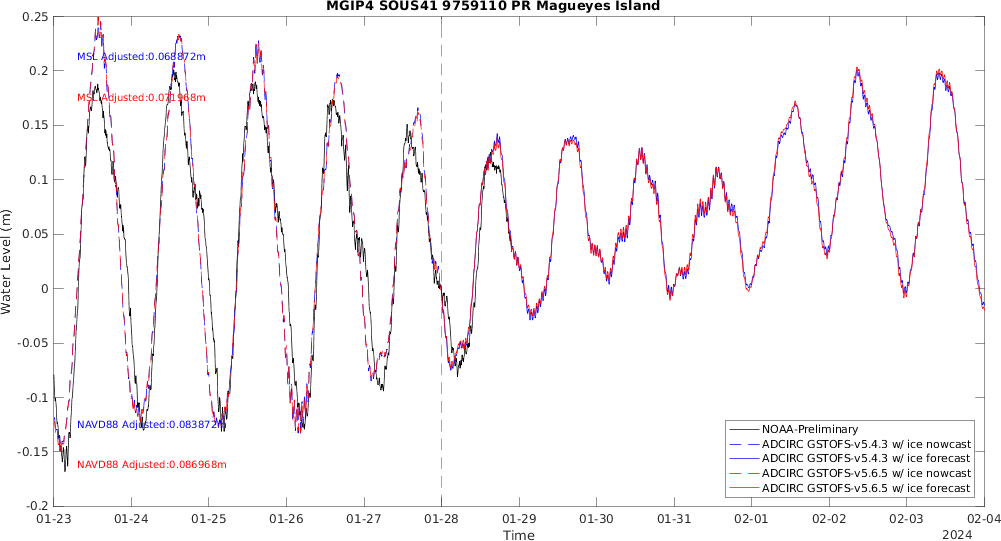 MGIP4 SOUS41 9759110 PR Magueyes Island
0.25
0.2
0.15
0.1
0.05
0
-0.05
-0.1
-0.15
-0.2
Water Level (m)
MSL Adjusted:0.068872m
MSL Adjusted:0.071968m
NAVD88 Adjusted:0.083872m
NAVD88 Adjusted:0.086968m
NOAA-Preliminary
ADCIRC GSTOFS-v5.4.3 w/ ice nowcast
ADCIRC GSTOFS-v5.4.3 w/ ice forecast
ADCIRC GSTOFS-v5.6.5 w/ ice nowcast
ADCIRC GSTOFS-v5.6.5 w/ ice forecast
01-23 01-24 01-25 01-26 01-27 01-28 01-29 01-30 01-31 02-01 02-02 02-03 02-04
Time
2024